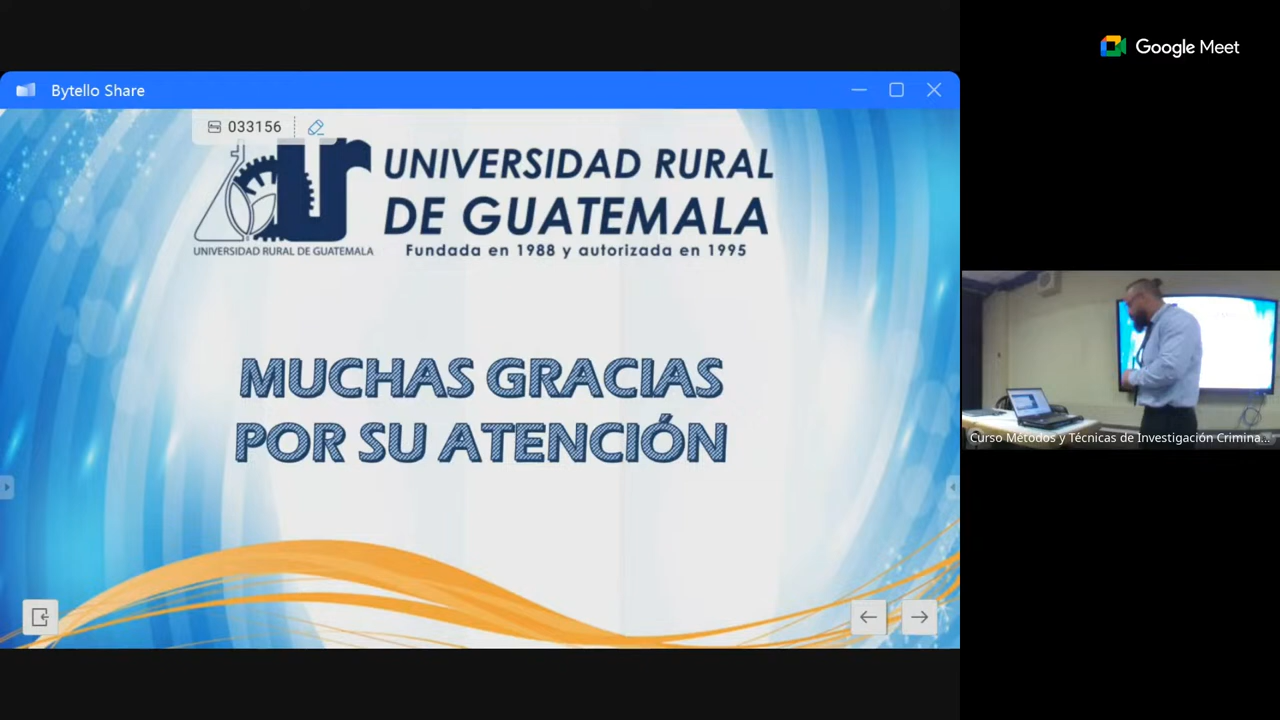 Google Meet
Bytello Share
033156
UNIVERSIDAD RURAL
DE GUATEMALA
UNIVERSIDAD RURAL DE GUATEMALA
Fundada en 1988 y autorizada en 1995
MUCHAS GRACIAS
POR SU ATENCIÓN
Curso Métodos y Técnicas de Investigación Crimina...